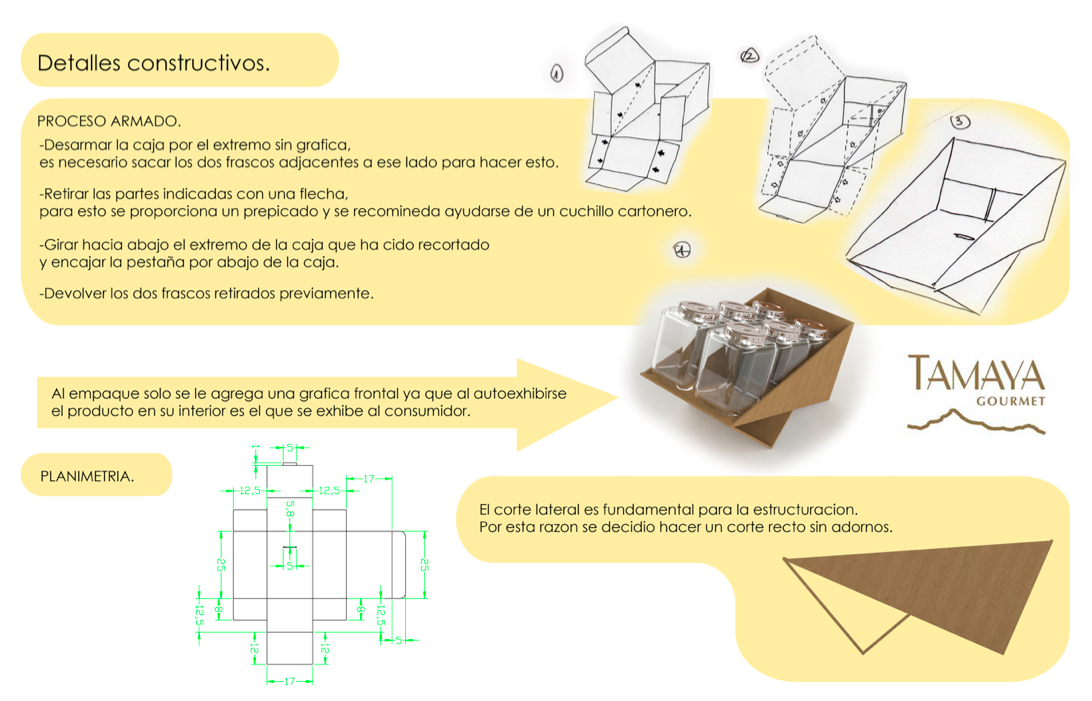 Detalles constructivos.
PROCESO ARMADO.
-Desarmar la caja por el extremo sin grafica,
es necesario sacar los dos frascos adjacentes a ese lado para hacer esto.
-Retirar las partes indicadas con una flecha,
para esto se proporciona un prepicado y se recomineda ayudarse de un cuchillo cartonero.
-Girar hacia abajo el extremo de la caja que ha cido recortado
y encajar la pestaña por abajo de la caja.
-Devolver los dos frascos retirados previamente.
1
2
3
4
Al empaque solo se le agrega una grafica frontal ya que al autoexhibirse
el producto en su interior es el que se exhibe al consumidor.
TAMAYA
GOURMET
PLANIMETRIA.
1
5
17
12,5
12,5
5,8
5
25
25
12,5
8
8
12,5
5
12
12
17
El corte lateral es fundamental para la estructuracion.
Por esta razon se decidio hacer un corte recto sin adornos.